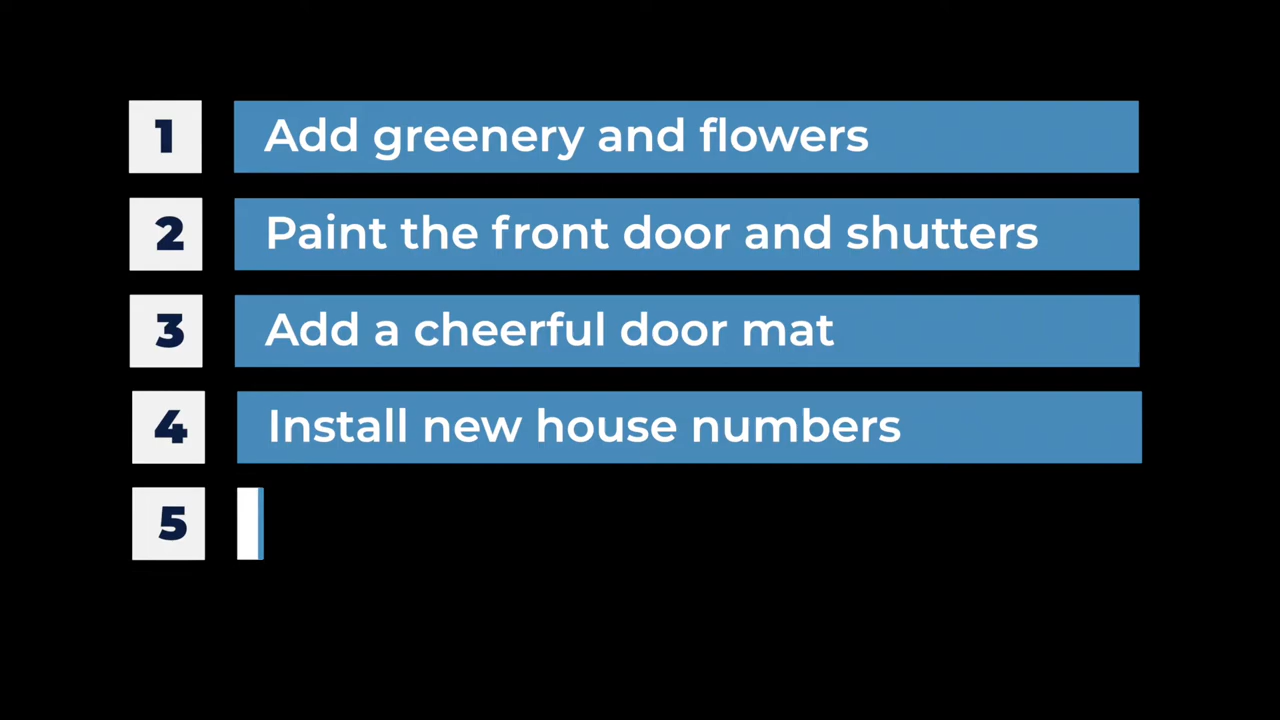 1 Add greenery and flowers
2 Paint the front door and shutters
3 Add a cheerful door mat
4 Install new house numbers
5